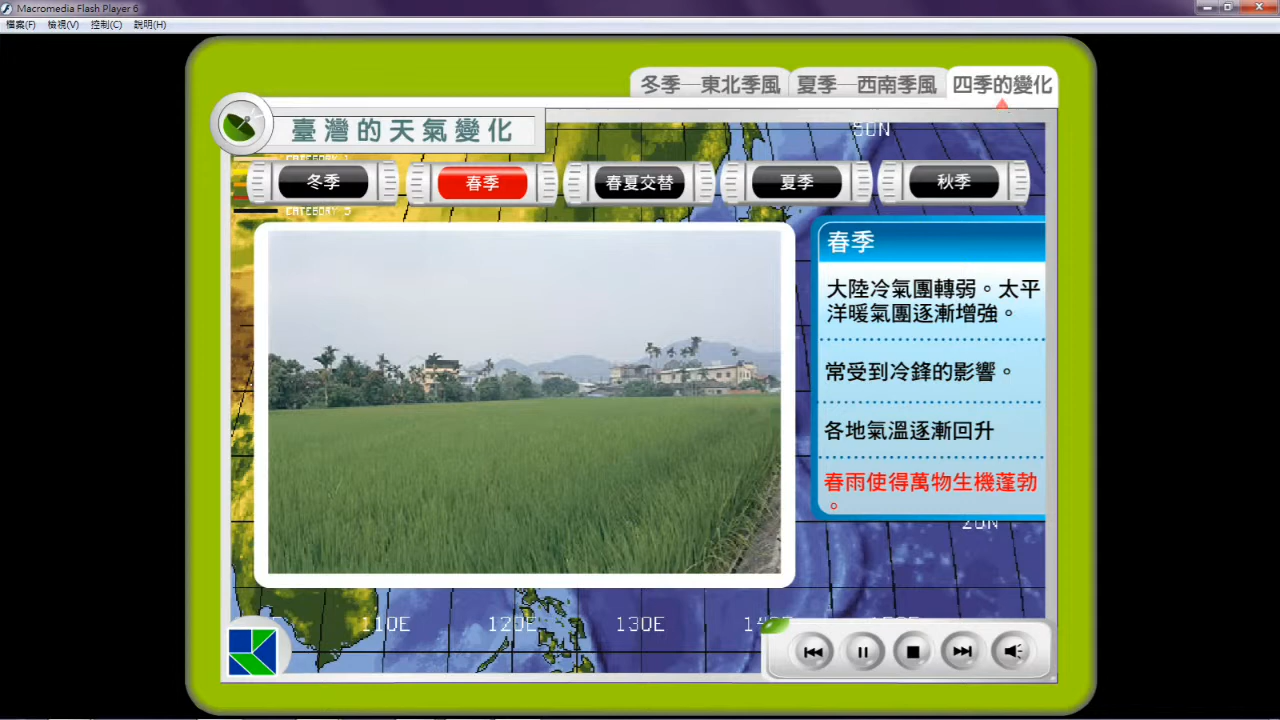 Macromedia Flash Player 6
檔案(F) 檢視(V) 控制(C) 說明(H)
冬季─東北季風 夏季─西南季風 四季的變化
臺灣的天氣變化
50N
冬季 春季 春夏交替 夏季 秋季
CATEGORY 5
春季
大陸冷氣團轉弱。太平
洋暖氣團逐漸增強。
常受到冷鋒的影響。
各地氣溫逐漸回升
春雨使得萬物生機蓬勃
。
20N
110E 120E 130E